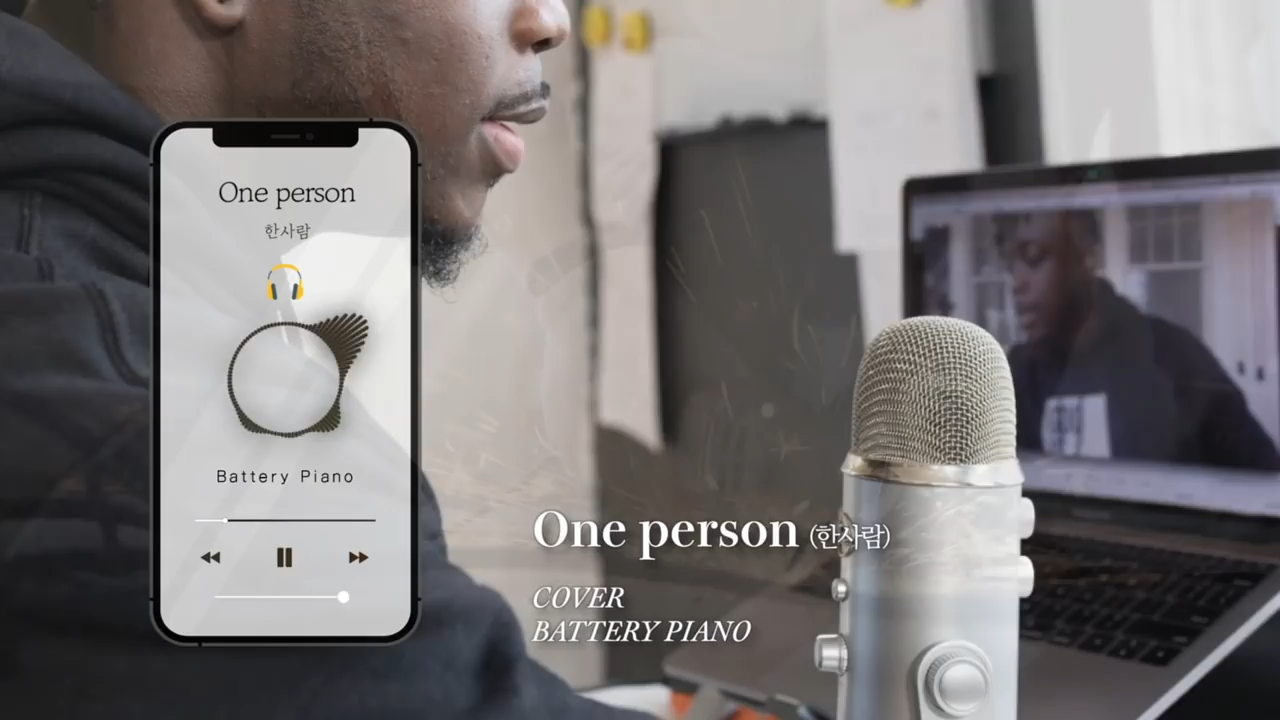 One person
한사람
Battery Piano
One person (한사람)
COVER
BATTERY PIANO